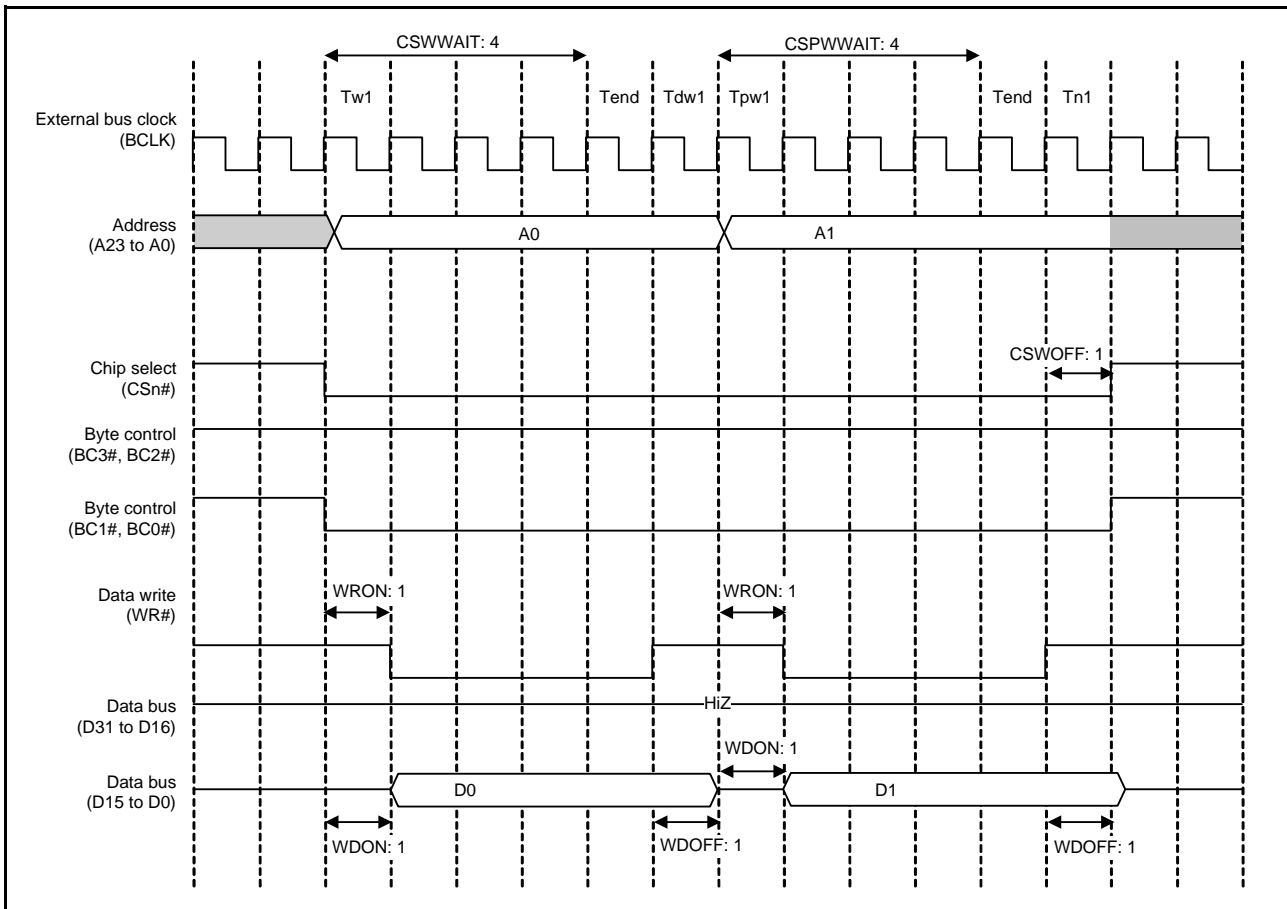 CSWWAIT: 4
CSPWWAIT: 4
Tw1
Tend
Tdw1
Tpw1
Tend
Tn1
External bus clock
(BCLK)
Address
(A23 to A0)
A0
A1
Chip select
(CSn#)
CSWOFF: 1
Byte control
(BC3#, BC2#)
Byte control
(BC1#, BC0#)
Data write
(WR#)
WRON: 1
WRON: 1
Data bus
(D31 to D16)
HiZ
WDON: 1
Data bus
(D15 to D0)
D0
D1
WDON: 1
WDOFF: 1
WDOFF: 1